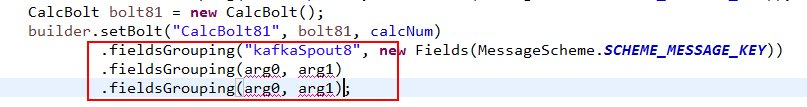 CalcBolt bolt81 = new CalcBolt();
builder.setBolt("CalcBolt81", bolt81, calcNum)
.fieldsGrouping("kafkaSpout8", new Fields(MessageScheme.SCHEME_MESSAGE_KEY))
.fieldsGrouping(arg0, arg1)
.fieldsGrouping(arg0, arg1);